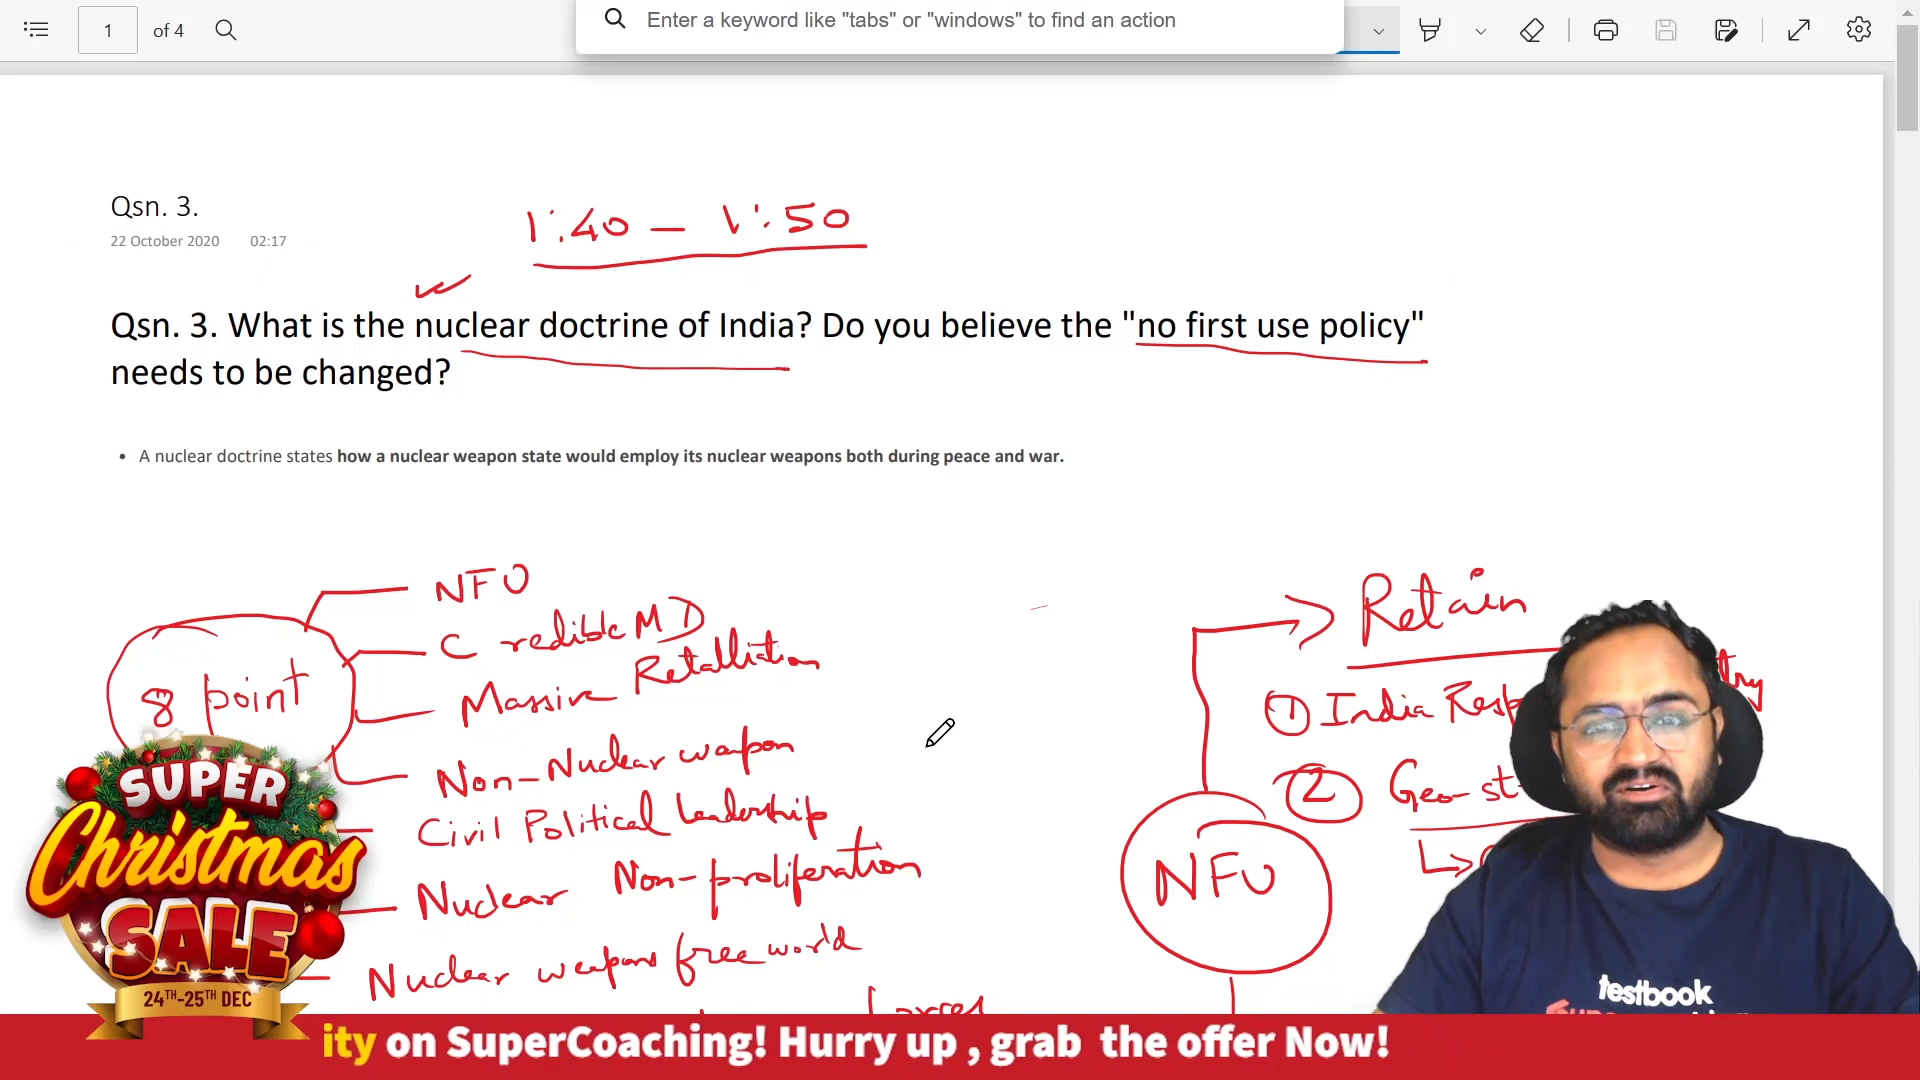 1 of 4
Enter a keyword like "tabs" or "windows" to find an action
Qsn. 3.
22 October 2020 02:17
1:40 – 1:50
Qsn. 3. What is the nuclear doctrine of India? Do you believe the "no first use policy"
needs to be changed?
• A nuclear doctrine states how a nuclear weapon state would employ its nuclear weapons both during peace and war.
8 point
NFU
Credible MD
Massive Retalliation
Non-Nuclear weapon
Civil Political leadership
Nuclear Non-proliferation
Nuclear weapons free world
Retain
① India Resp
try
② Geo-st
NFU
SUPER
Christmas
SALE
24TH-25TH DEC
testbook
ity on SuperCoaching! Hurry up , grab the offer Now!